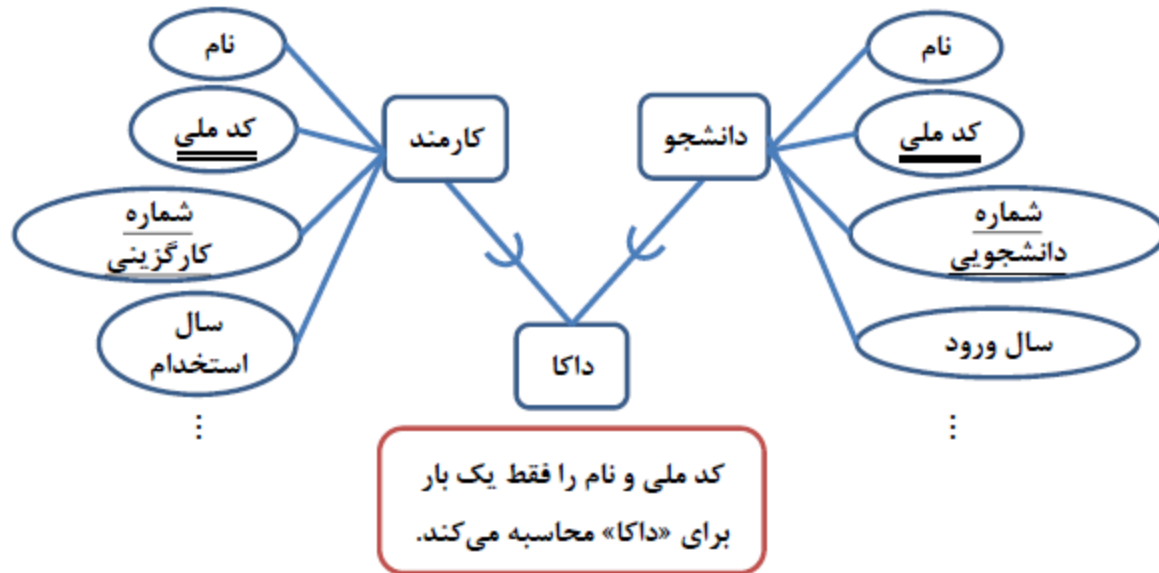 نام
کد ملی
شماره
دانشجویی
سال ورود
⋮
دانشجو
نام
کد ملی
شماره
کارگزینی
سال
استخدام
⋮
کارمند
داکا
کد ملی و نام را فقط یک بار
برای «داکا» محاسبه می‌کند.